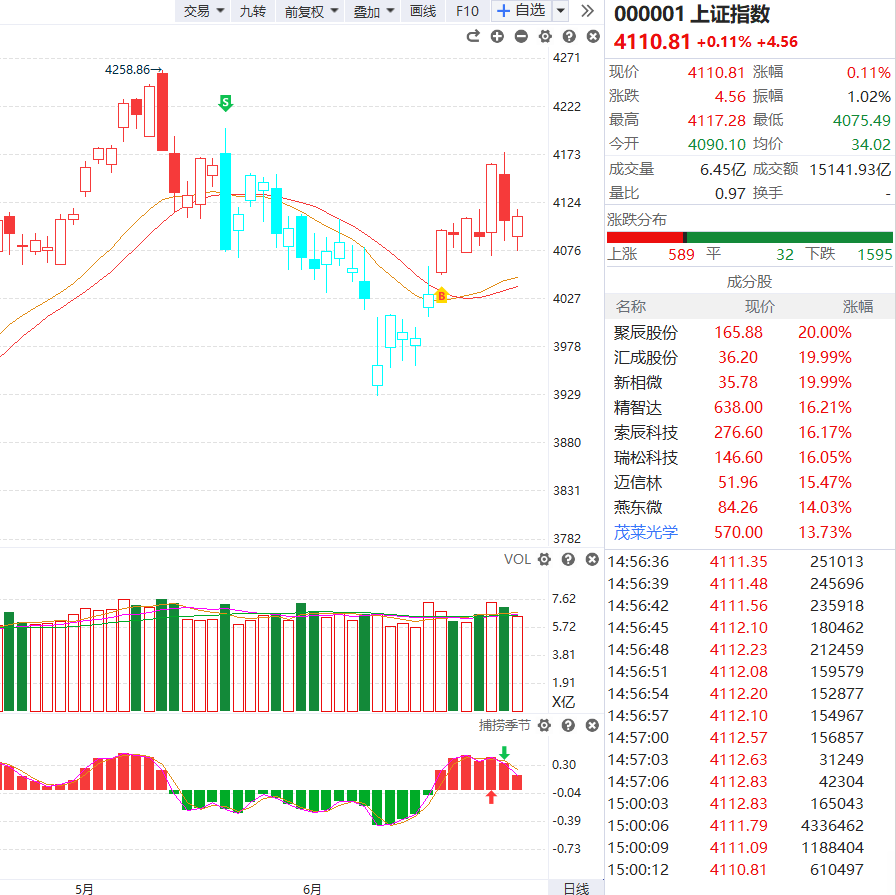 交易 九转 前复权 叠加 画线 F10 自选
4271
4258.86
S
4222
4173
4124
4076
B
4027
3978
3929
3880
3831
3782
VOL
7.62
5.72
3.81
1.91
X亿
捕捞季节
0.30
-0.04
-0.39
-0.73
5月 6月 日线
000001 上证指数
4110.81 +0.11% +4.56
现价 4110.81 涨幅 0.11%
涨跌 4.56 振幅 1.02%
最高 4117.28 最低 4075.49
今开 4090.10 均价 34.02
成交量 6.45亿 成交额 15141.93亿
量比 0.97 换手 -
涨跌分布
上涨 589 平 32 下跌 1595
成分股
名称 现价 涨幅
聚辰股份 165.88 20.00%
汇成股份 36.20 19.99%
新相微 35.78 19.99%
精智达 638.00 16.21%
索辰科技 276.60 16.17%
瑞松科技 146.60 16.05%
迈信林 51.96 15.47%
燕东微 84.26 14.03%
茂莱光学 570.00 13.73%
14:56:36 4111.35 251013
14:56:39 4111.48 245696
14:56:42 4111.56 235918
14:56:45 4112.10 180462
14:56:48 4112.23 212459
14:56:51 4112.08 159579
14:56:54 4112.20 152877
14:56:57 4112.10 154967
14:57:00 4112.57 156857
14:57:03 4112.63 31249
14:57:06 4112.83 42304
15:00:03 4112.83 165043
15:00:06 4111.79 4336462
15:00:09 4111.09 1188404
15:00:12 4110.81 610497